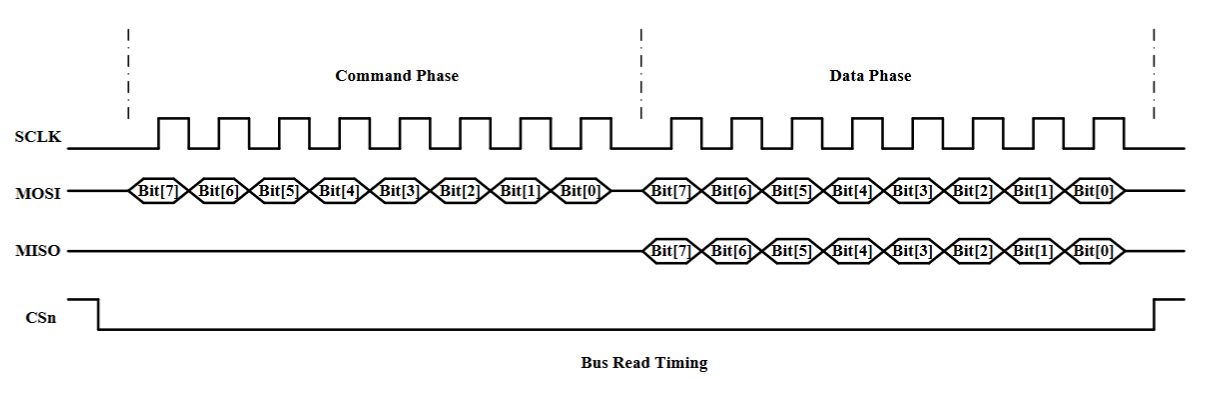 Command Phase Data Phase
SCLK
MOSI Bit[7] Bit[6] Bit[5] Bit[4] Bit[3] Bit[2] Bit[1] Bit[0] Bit[7] Bit[6] Bit[5] Bit[4] Bit[3] Bit[2] Bit[1] Bit[0]
MISO Bit[7] Bit[6] Bit[5] Bit[4] Bit[3] Bit[2] Bit[1] Bit[0]
CSn
Bus Read Timing